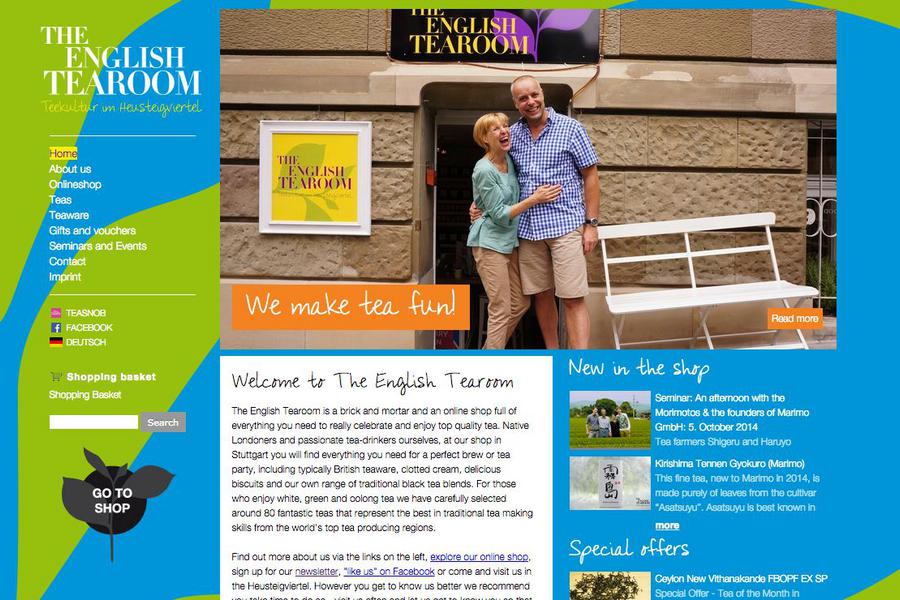 THE
ENGLISH
TEAROOM
Teekultur im Heusteigviertel
Home
About us
Onlineshop
Teas
Teaware
Gifts and vouchers
Seminars and Events
Contact
Imprint
TEASNOB
FACEBOOK
DEUTSCH
Shopping basket
Shopping Basket
Search
GO TO
SHOP
THE
ENGLISH
TEAROOM
THE
ENGLISH
TEAROOM
We make tea fun!
Read more
Welcome to The English Tearoom
The English Tearoom is a brick and mortar and an online shop full of
everything you need to really celebrate and enjoy top quality tea. Native
Londoners and passionate tea-drinkers ourselves, at our shop in
Stuttgart you will find everything you need for a perfect brew or tea
party, including typically British teaware, clotted cream, delicious
biscuits and our own range of traditional black tea blends. For those
who enjoy white, green and oolong tea we have carefully selected
around 80 fantastic teas that represent the best in traditional tea making
skills from the world's top tea producing regions.
Find out more about us via the links on the left, explore our online shop,
sign up for our newsletter, "like us" on Facebook or come and visit us in
the Heusteigviertel. However you get to know us better we recommend
New in the shop
Seminar: An afternoon with the
Morimotos & the founders of Marimo
GmbH: 5. October 2014
Tea farmers Shigeru and Haruyo
霧島山
Kirishima Tennen Gyokuro (Marimo)
This fine tea, new to Marimo in 2014, is
made purely of leaves from the cultivar
"Asatsuyu". Asatsuyu is best known in
more
Special offers
Ceylon New Vithanakande FBOPF EX SP
Special Offer - Tea of the Month in